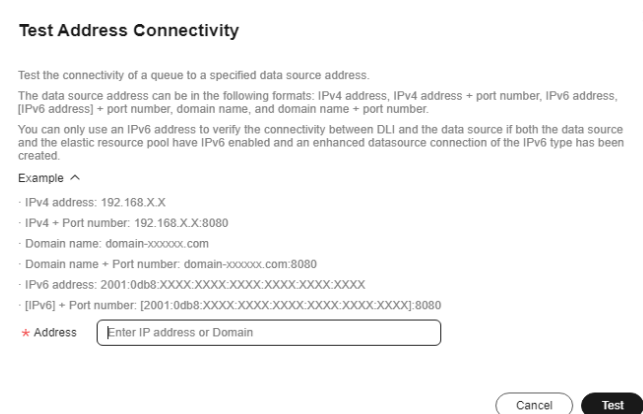 Test Address Connectivity
Test the connectivity of a queue to a specified data source address.
The data source address can be in the following formats: IPv4 address, IPv4 address + port number, IPv6 address,
[IPv6 address] + port number, domain name, and domain name + port number.
You can only use an IPv6 address to verify the connectivity between DLI and the data source if both the data source
and the elastic resource pool have IPv6 enabled and an enhanced datasource connection of the IPv6 type has been
created.
Example
· IPv4 address: 192.168.X.X
· IPv4 + Port number: 192.168.X.X:8080
· Domain name: domain-xxxxxx.com
· Domain name + Port number: domain-xxxxxx.com:8080
· IPv6 address: 2001:0db8:XXXX:XXXX:XXXX:XXXX:XXXX:XXXX
· [IPv6] + Port number: [2001:0db8:XXXX:XXXX:XXXX:XXXX:XXXX:XXXX]:8080
* Address Enter IP address or Domain
Cancel Test